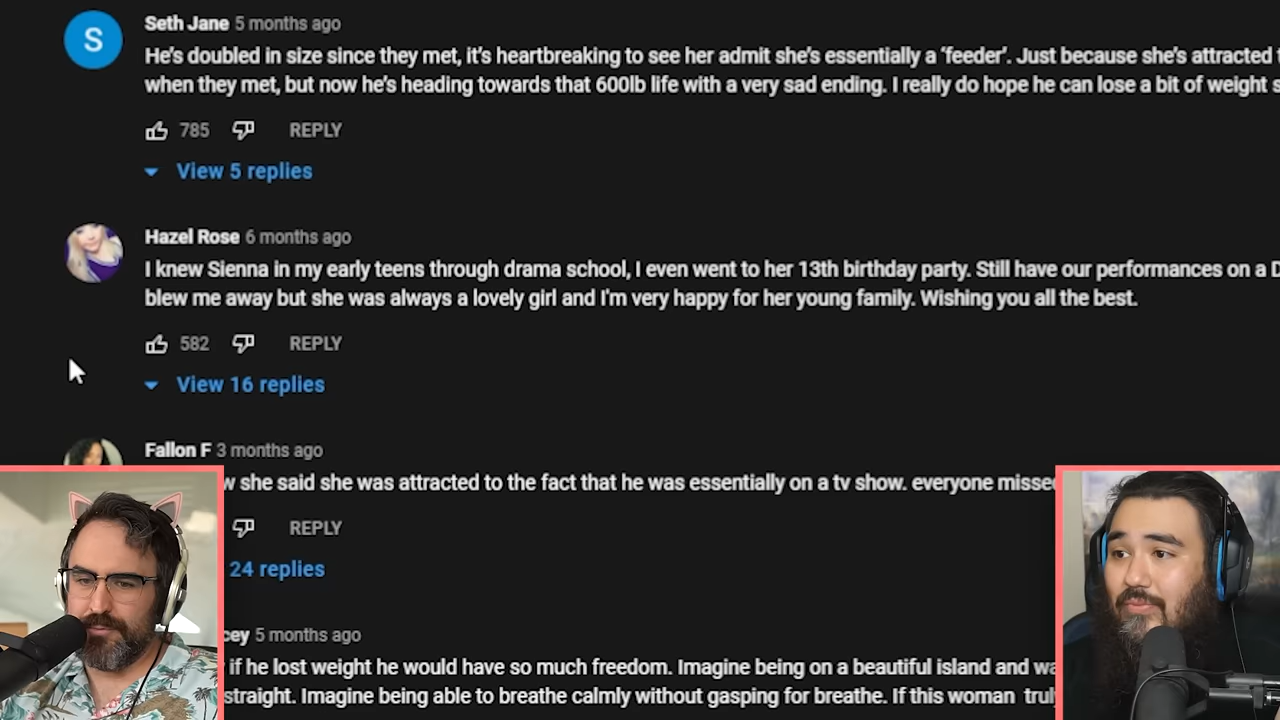 S
Seth Jane 5 months ago
He's doubled in size since they met, it's heartbreaking to see her admit she's essentially a 'feeder'. Just because she's attracted
when they met, but now he's heading towards that 600lb life with a very sad ending. I really do hope he can lose a bit of weight
785 REPLY
View 5 replies
Hazel Rose 6 months ago
I knew Sienna in my early teens through drama school, I even went to her 13th birthday party. Still have our performances on a
blew me away but she was always a lovely girl and I'm very happy for her young family. Wishing you all the best.
582 REPLY
View 16 replies
Fallon F 3 months ago
she said she was attracted to the fact that he was essentially on a tv show. everyone
REPLY
24 replies
cey 5 months ago
if he lost weight he would have so much freedom. Imagine being on a beautiful island and
straight. Imagine being able to breathe calmly without gasping for breathe. If this woman